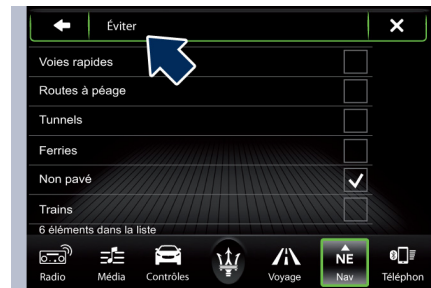 Éviter
Voies rapides
Routes à péage
Tunnels
Ferries
Non pavé
Trains
6 éléments dans la liste
NE
Radio Média Contrôles Voyage Nav Téléphon